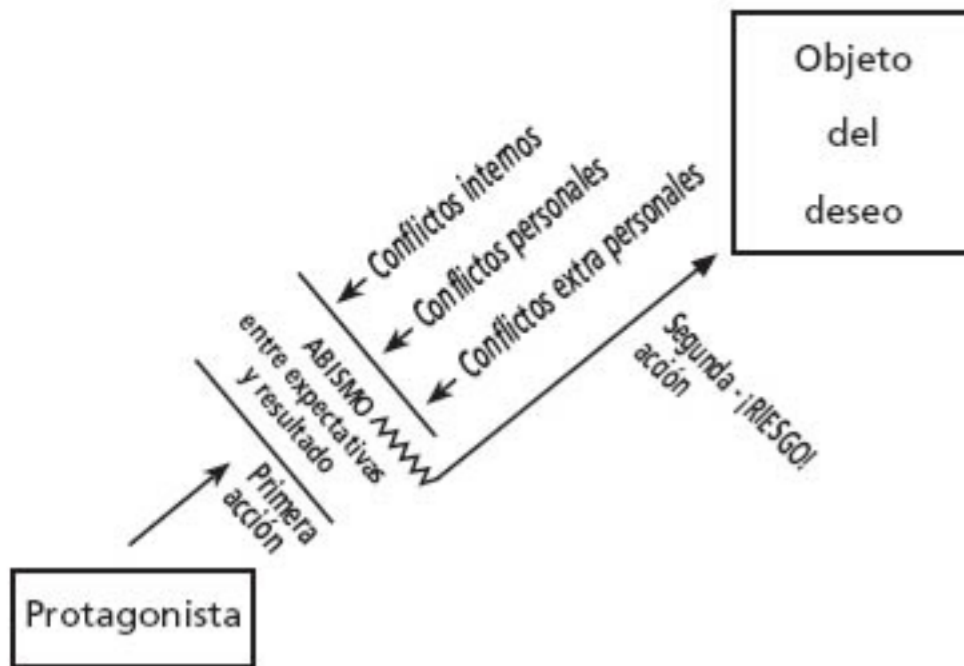 Objeto
del
deseo
Conflictos internos
Conflictos personales
Conflictos extra personales
ABISMO
entre expectativas
y resultado
Segunda - ¡RIESGO!
acción
Primera
acción
Protagonista